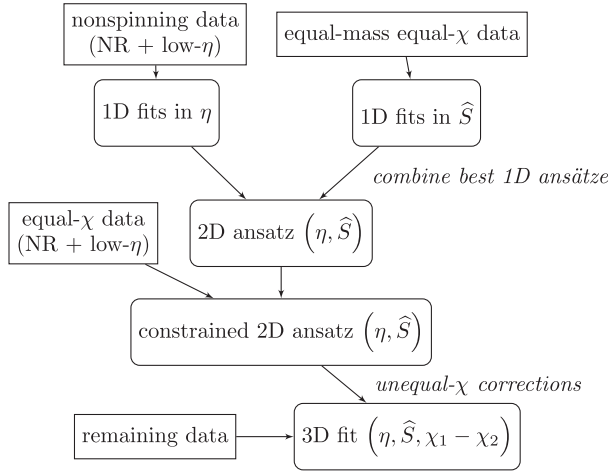 nonspinning data
(NR + low-η)
equal-mass equal-χ data
1D fits in η
1D fits in Ŝ
combine best 1D ansätze
equal-χ data
(NR + low-η)
2D ansatz (η, Ŝ)
constrained 2D ansatz (η, Ŝ)
unequal-χ corrections
remaining data
3D fit (η, Ŝ, χ₁ − χ₂)